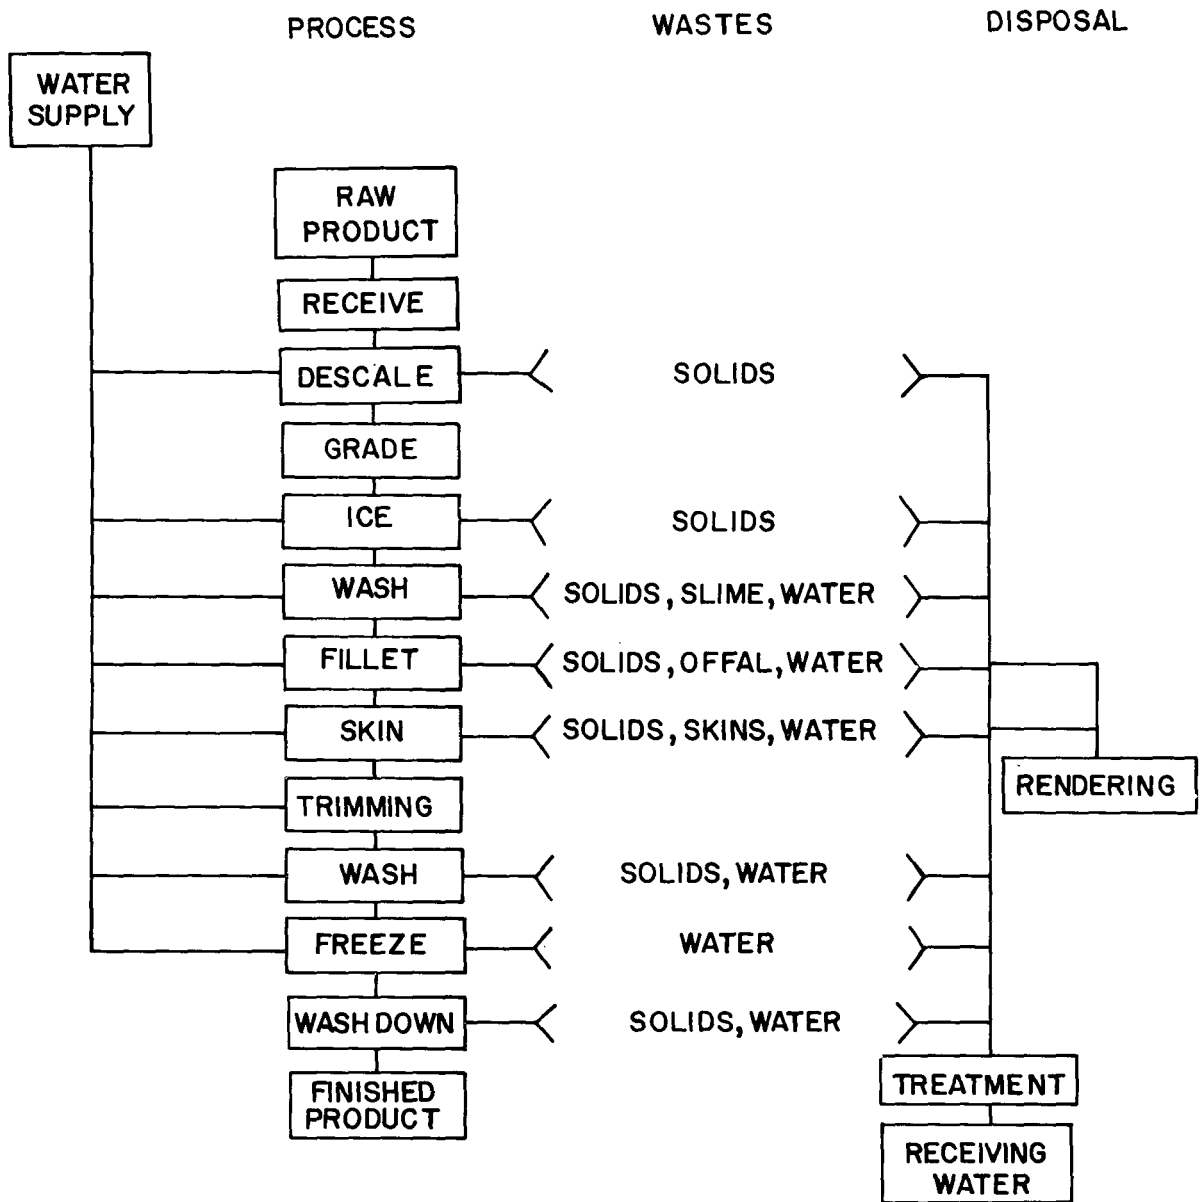 PROCESS WASTES DISPOSAL
WATER
SUPPLY
RAW
PRODUCT
RECEIVE
DESCALE SOLIDS
GRADE
ICE SOLIDS
WASH SOLIDS, SLIME, WATER
FILLET SOLIDS, OFFAL, WATER
SKIN SOLIDS, SKINS, WATER
RENDERING
TRIMMING
WASH SOLIDS, WATER
FREEZE WATER
WASH DOWN SOLIDS, WATER
TREATMENT
FINISHED
PRODUCT
RECEIVING
WATER